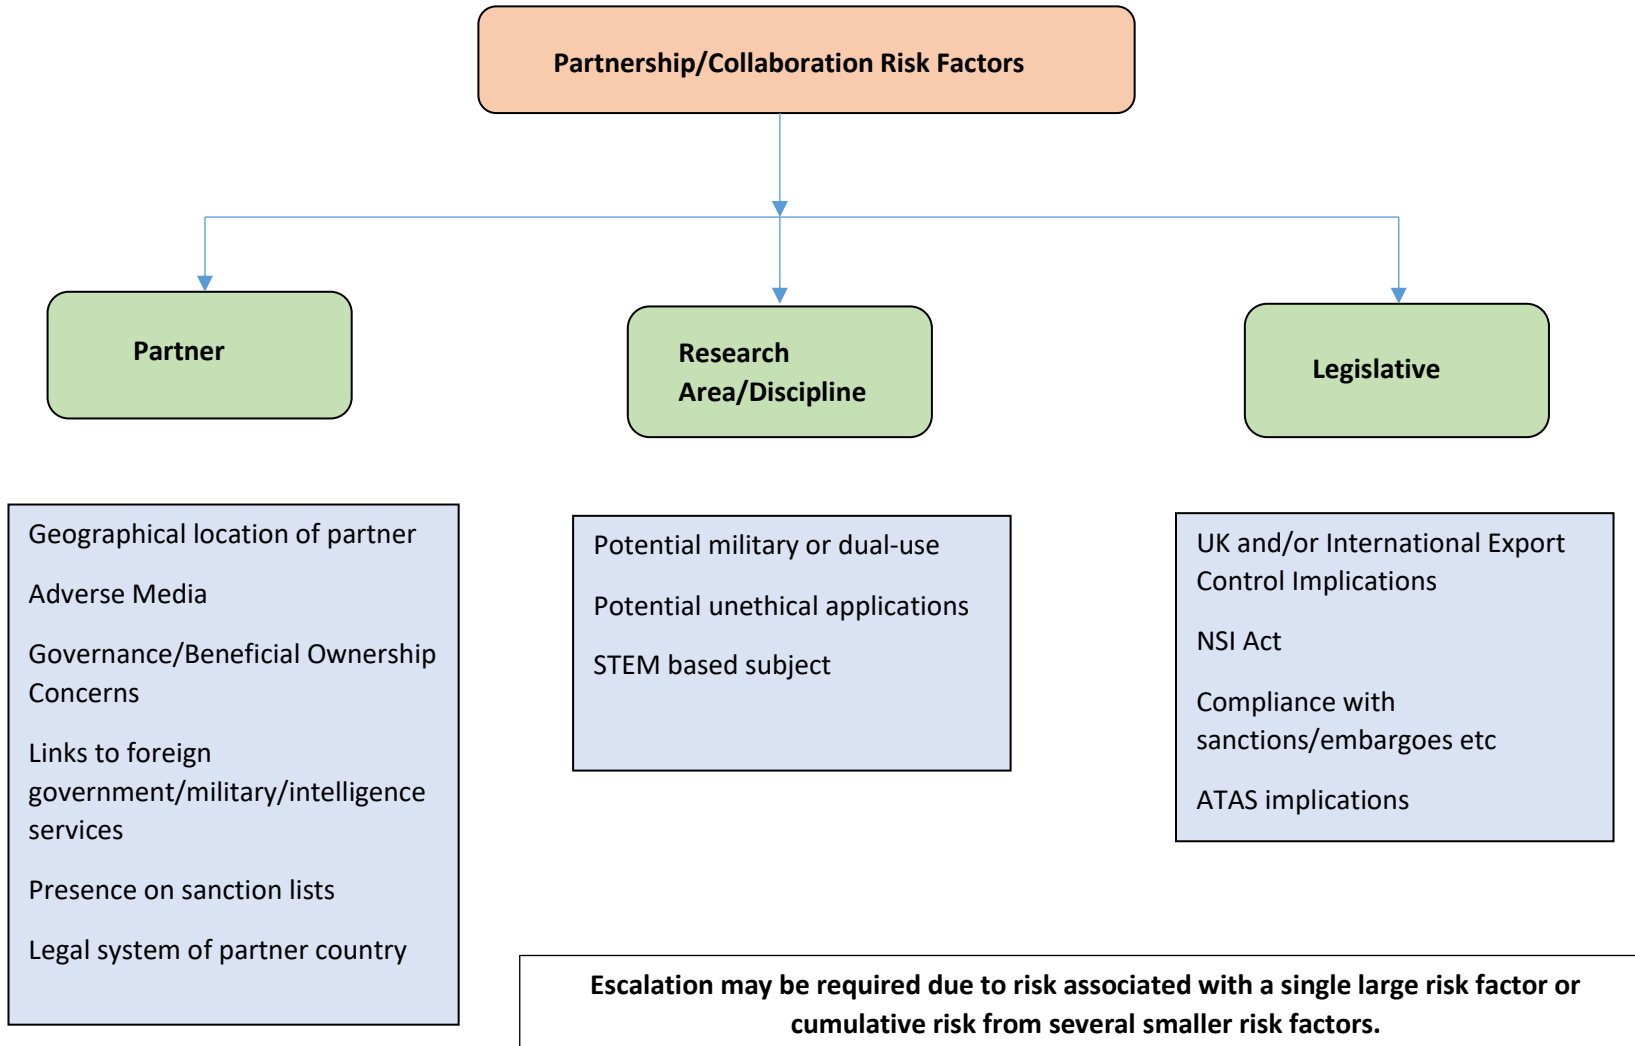 Partnership/Collaboration Risk Factors
Partner
Research
Area/Discipline
Legislative
Geographical location of partner
Adverse Media
Governance/Beneficial Ownership
Concerns
Links to foreign
government/military/intelligence
services
Presence on sanction lists
Legal system of partner country
Potential military or dual-use
Potential unethical applications
STEM based subject
UK and/or International Export
Control Implications
NSI Act
Compliance with
sanctions/embargoes etc
ATAS implications
Escalation may be required due to risk associated with a single large risk factor or
cumulative risk from several smaller risk factors.